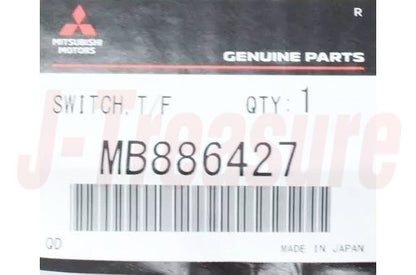 R
MITSUBISHI
MOTORS
GENUINE PARTS
SWITCH, T/F QTY: 1
J-Treasure
MB886427
QD MADE IN JAPAN